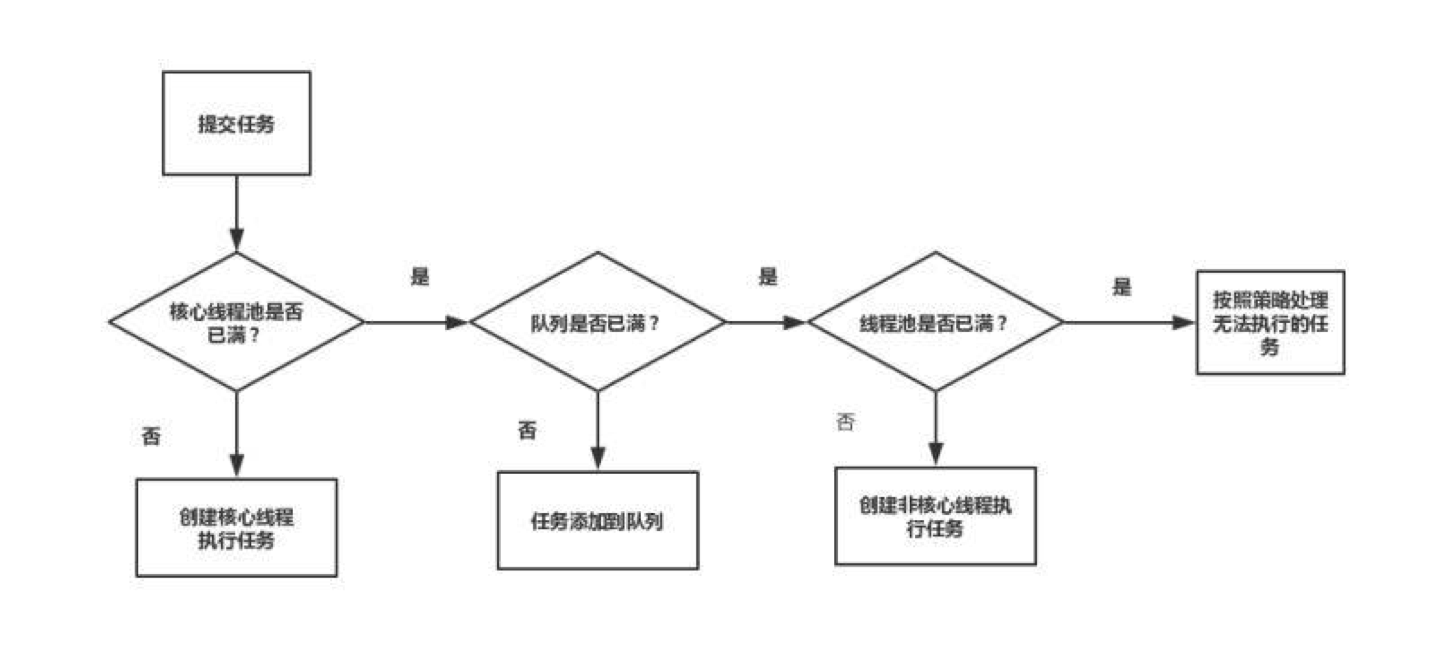 提交任务
核心线程池是否
已满？
是
队列是否已满？
是
线程池是否已满？
是
按照策略处理
无法执行的任
务
否
创建核心线程
执行任务
否
任务添加到队列
否
创建非核心线程执
行任务